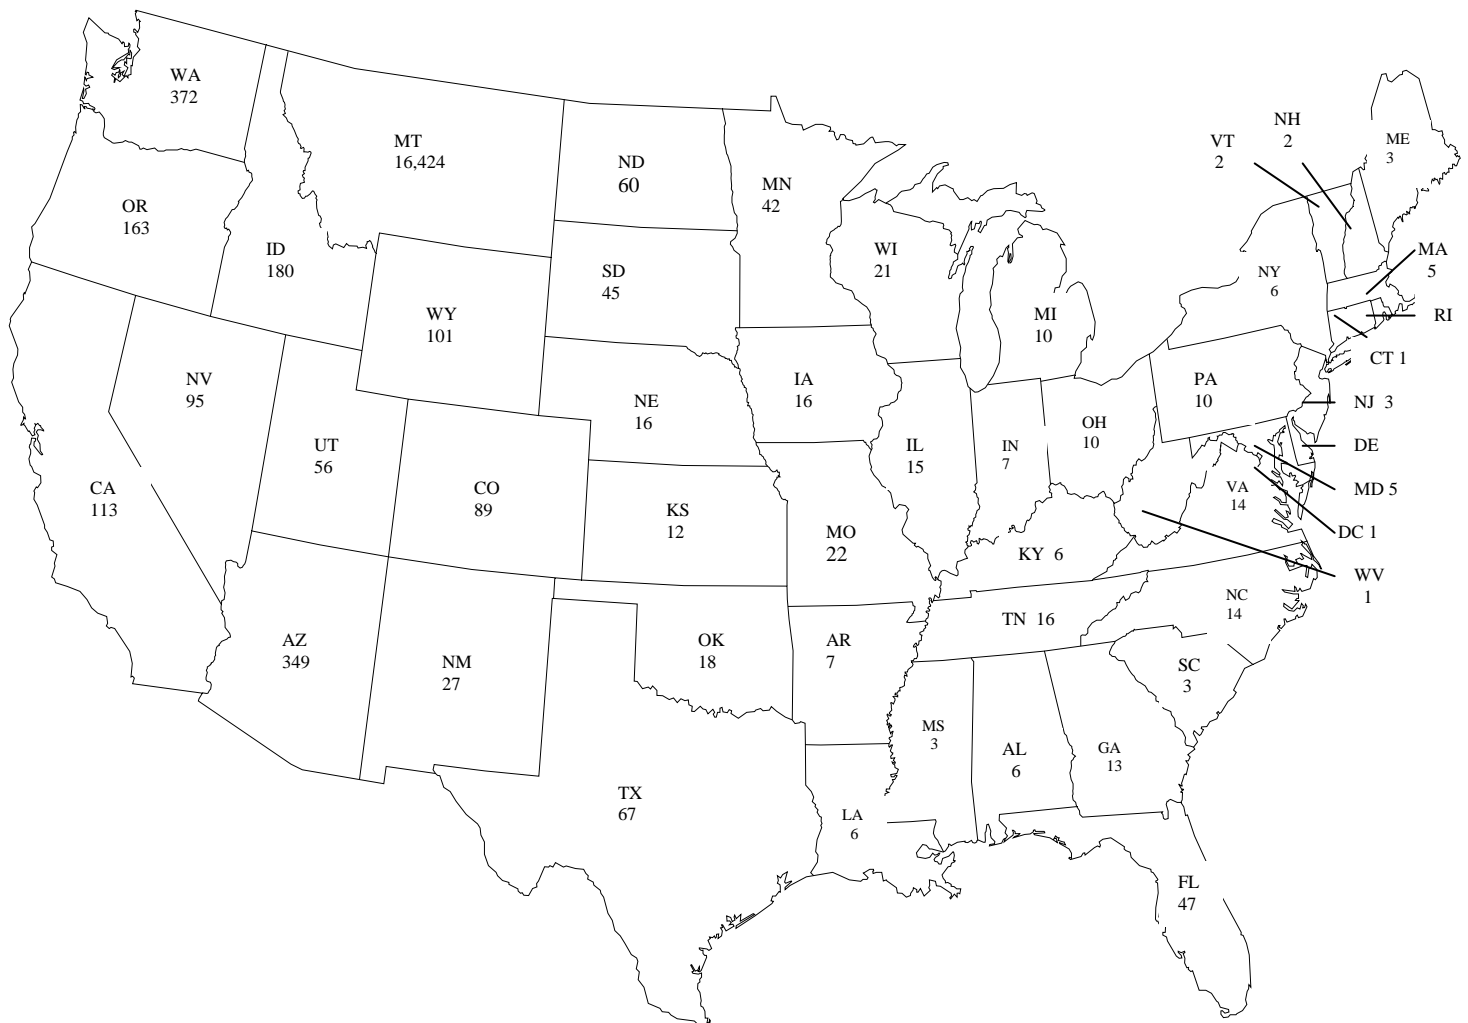 WA
372
MT
16,424
ND
60
MN
42
OR
163
ID
180
WY
101
SD
45
WI
21
MI
10
NY
6
VT
2
NH
2
ME
3
MA
5
RI
CT 1
NJ 3
DE
MD 5
DC 1
WV
1
NV
95
UT
56
CA
113
CO
89
NE
16
IA
16
IL
15
IN
7
OH
10
PA
10
VA
14
KS
12
MO
22
KY 6
TN 16
NC
14
AZ
349
NM
27
OK
18
AR
7
SC
3
MS
3
AL
6
GA
13
TX
67
LA
6
FL
47